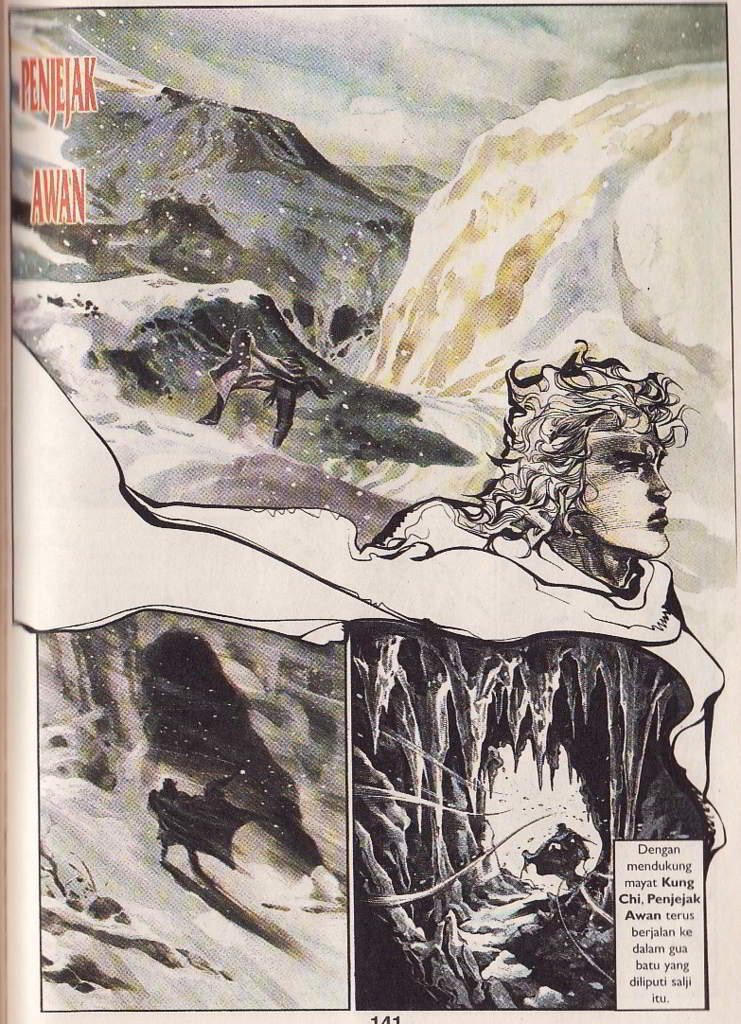 PENJEJAK
AWAN
Dengan
mendukung
mayat Kung
Chi, Penjejak
Awan terus
berjalan ke
dalam gua
batu yang
diliputi salji
itu.
141